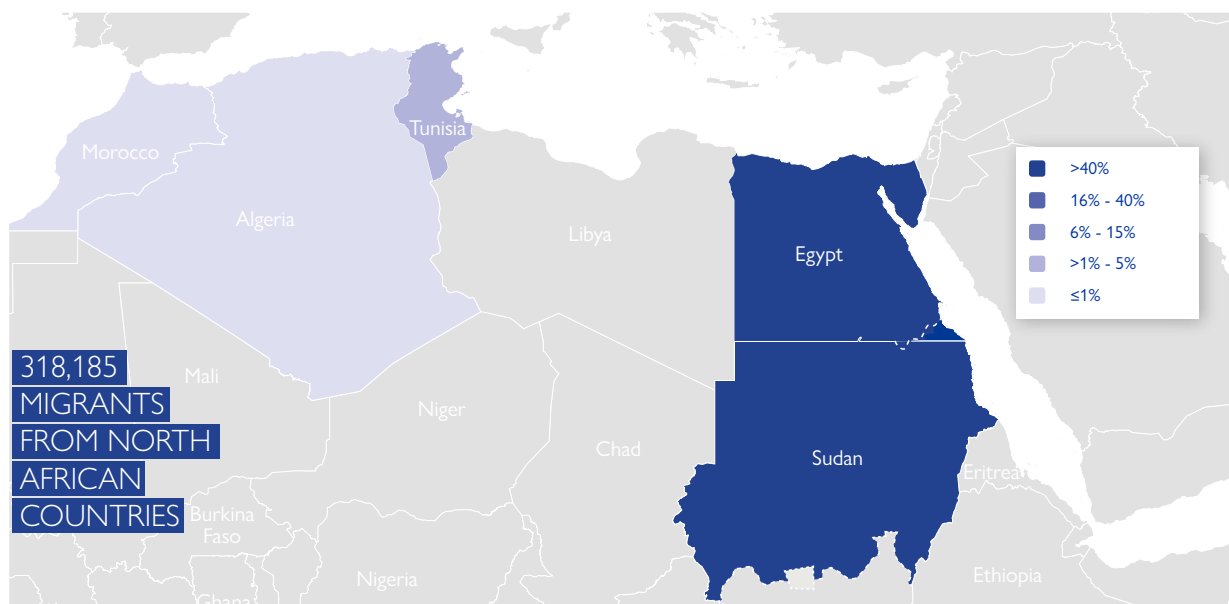 Tunisia
Morocco
Algeria
Libya
Egypt
>40%
16% - 40%
6% - 15%
>1% - 5%
≤1%
318,185
MIGRANTS
FROM NORTH
AFRICAN
COUNTRIES
Mali
Niger
Chad
Sudan
Eritrea
Burkina
Faso
Nigeria
Ghana
Ethiopia